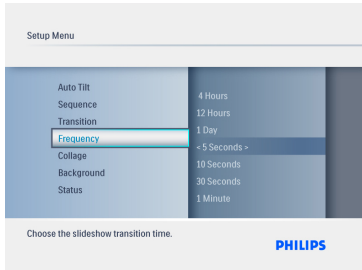 Setup Menu
Auto Tilt
Sequence
Transition
Frequency
Collage
Background
Status
4 Hours
12 Hours
1 Day
< 5 Seconds >
10 Seconds
30 Seconds
1 Minute
Choose the slideshow transition time.
PHILIPS